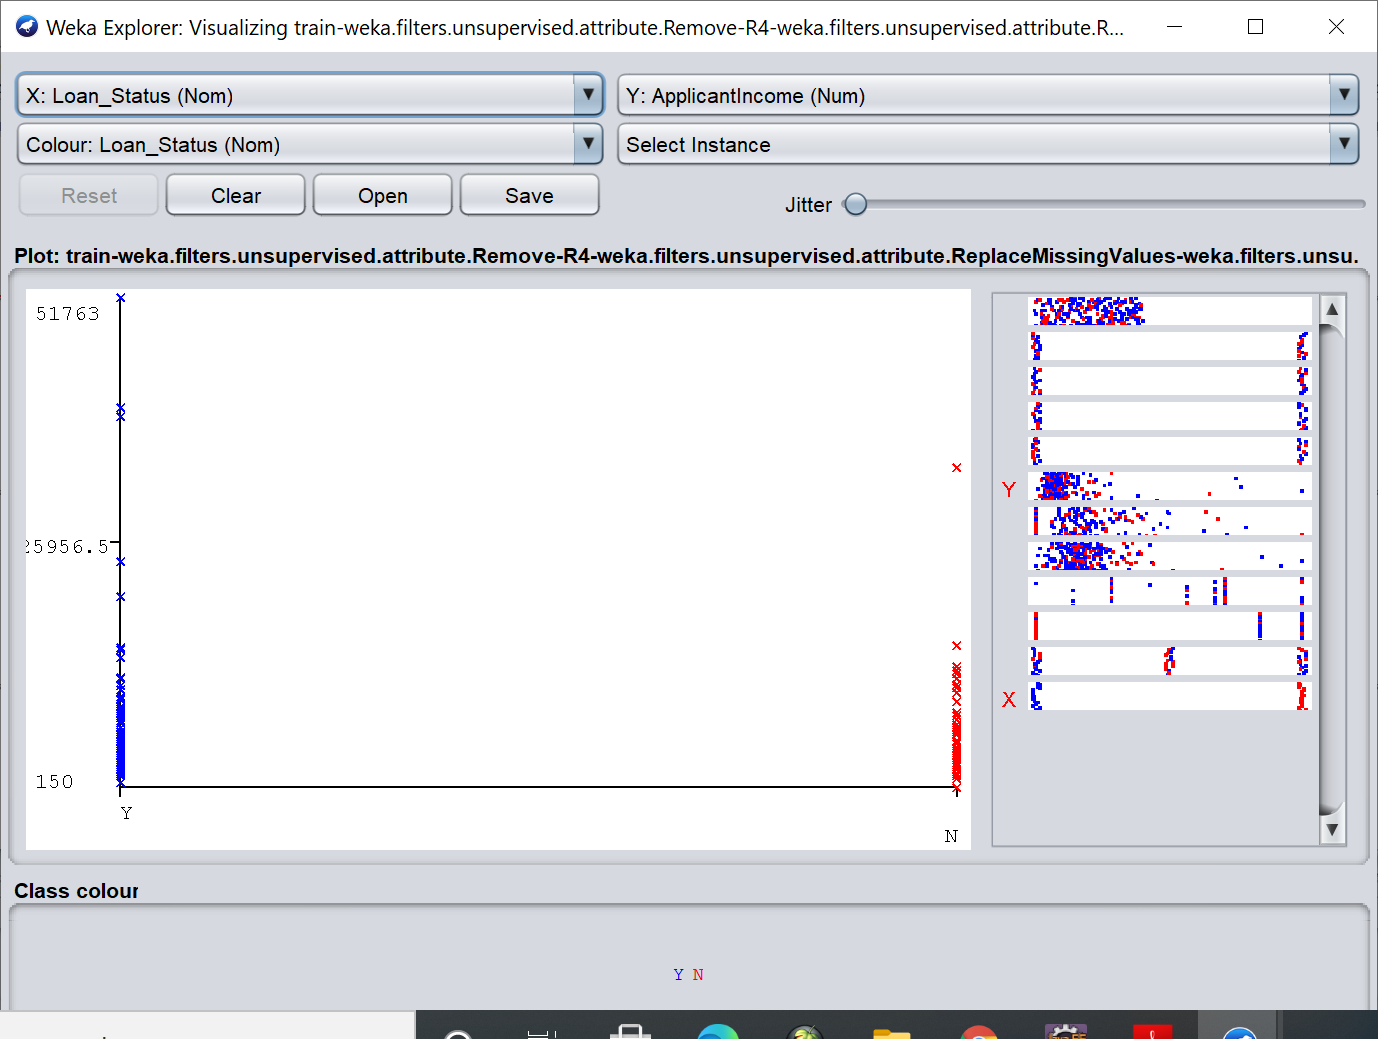 Weka Explorer: Visualizing train-weka.filters.unsupervised.attribute.Remove-R4-weka.filters.unsupervised.attribute.R...
X: Loan_Status (Nom)
Y: ApplicantIncome (Num)
Colour: Loan_Status (Nom)
Select Instance
Reset
Clear
Open
Save
Jitter
Plot: train-weka.filters.unsupervised.attribute.Remove-R4-weka.filters.unsupervised.attribute.ReplaceMissingValues-weka.filters.unsu.
51763
25956.5
150
Y
N
Y
X
Class colour
Y N